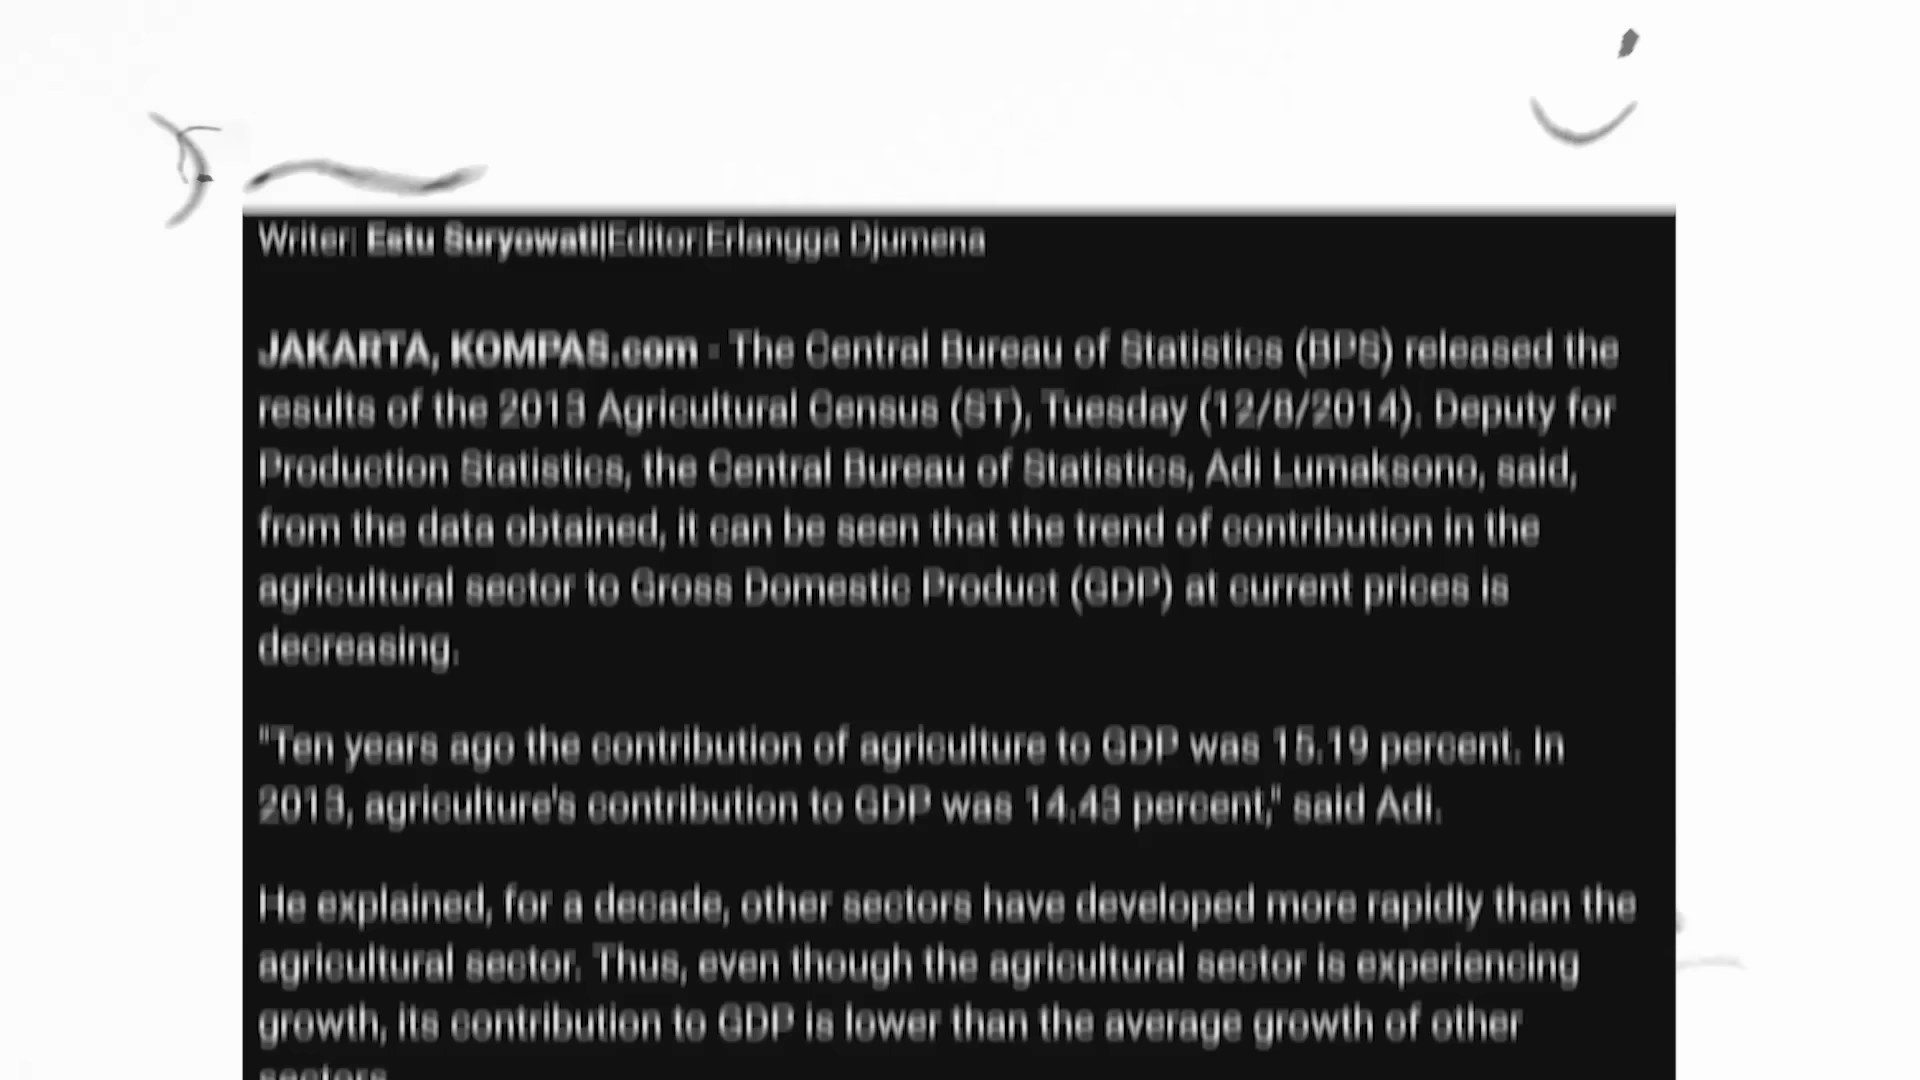 Writer: Estu Suryowati|Editor:Erlangga Djumena
JAKARTA, KOMPAS.com - The Central Bureau of Statistics (BPS) released the
results of the 2013 Agricultural Census (ST), Tuesday (12/8/2014). Deputy for
Production Statistics, the Central Bureau of Statistics, Adi Lumaksono, said,
from the data obtained, it can be seen that the trend of contribution in the
agricultural sector to Gross Domestic Product (GDP) at current prices is
decreasing.
"Ten years ago the contribution of agriculture to GDP was 15.19 percent. In
2013, agriculture's contribution to GDP was 14.43 percent," said Adi.
He explained, for a decade, other sectors have developed more rapidly than the
agricultural sector. Thus, even though the agricultural sector is experiencing
growth, its contribution to GDP is lower than the average growth of other
sectors.